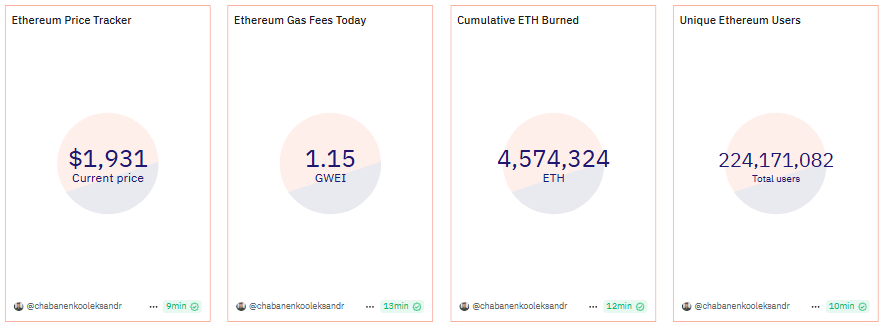 Ethereum Price Tracker
$1,931
Current price
@chabanenkooleksandr
9min
Ethereum Gas Fees Today
1.15
GWEI
@chabanenkooleksandr
13min
Cumulative ETH Burned
4,574,324
ETH
@chabanenkooleksandr
12min
Unique Ethereum Users
224,171,082
Total users
@chabanenkooleksandr
10min